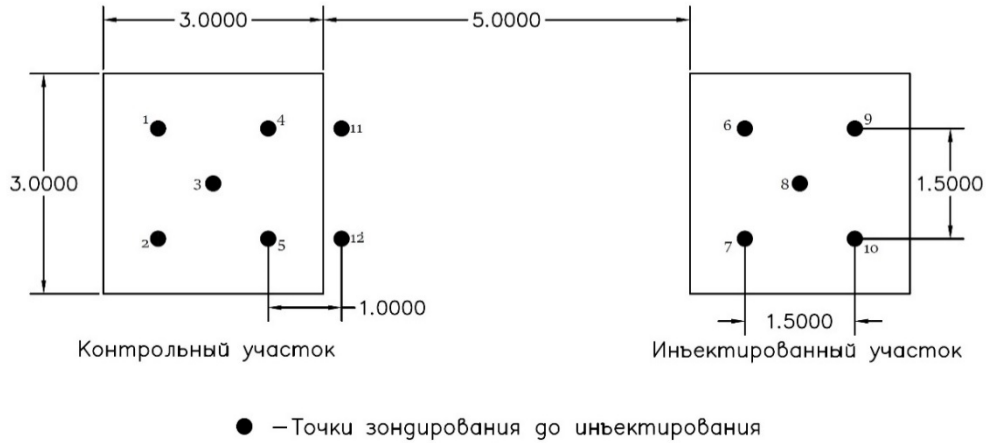 3.0000 5.0000
1 4 11 6 9
3.0000 3 8 1.5000
2 5 12 7 10
1.0000 1.5000
Контрольный участок Инъектированный участок
– Точки зондирования до инъектирования